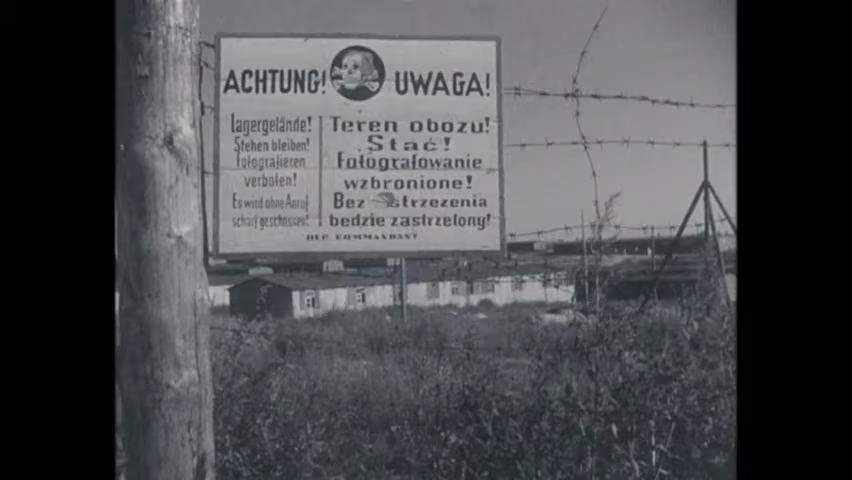 ACHTUNG! UWAGA!
Lagergelände!
Stehen bleiben!
Fotografieren
verboten!
Es wird ohne Anruf
scharf geschossen!
Teren obozu!
Stać!
Fotografowanie
wzbronione!
Bez
bedzie zastrzelony!
DER KOMMANDANT